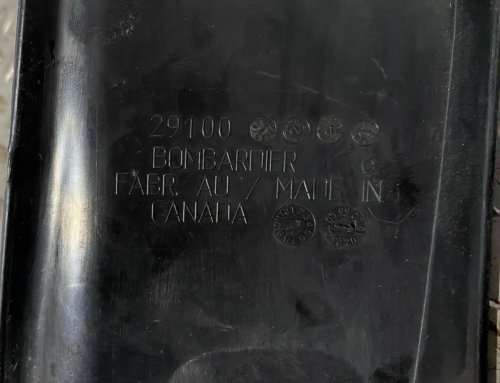 29100
BOMBARDIER
FABR. AU / MADE IN
CANADA